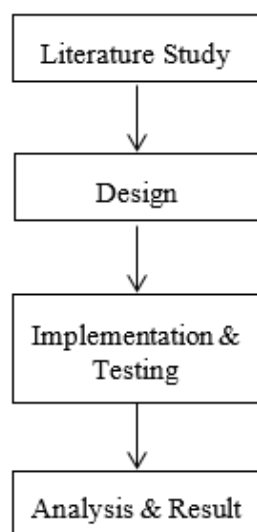 Literature Study
Design
Implementation &
Testing
Analysis & Result